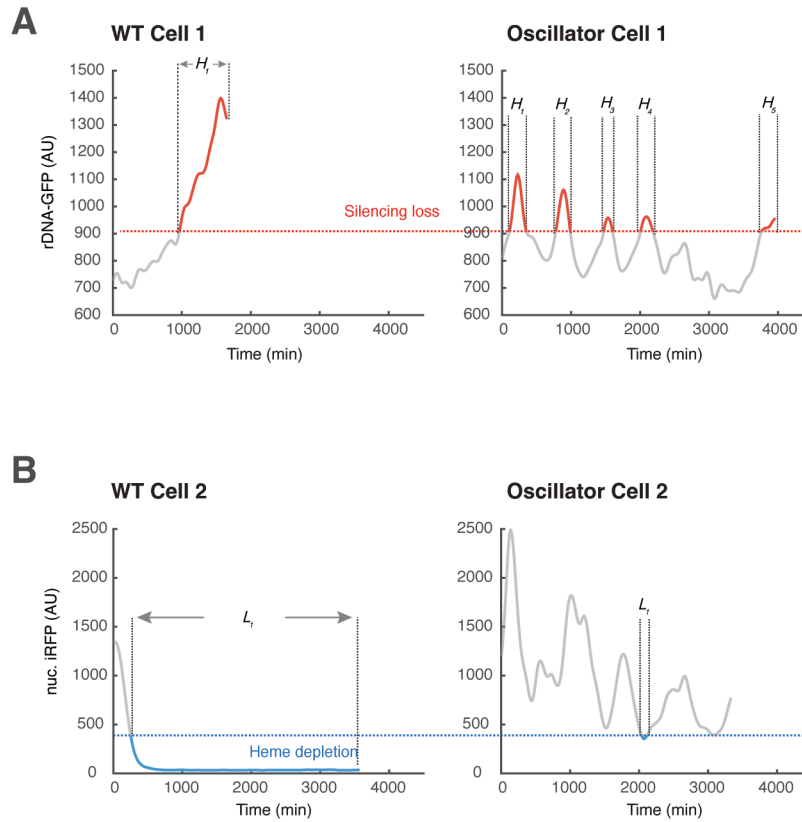 A
WT Cell 1
Oscillator Cell 1
H1
1500
1400
1300
1200
1100
1000
900
800
700
600
rDNA-GFP (AU)
Silencing loss
0
1000
2000
3000
4000
Time (min)
H1
H2
H3
H4
H5
1500
1400
1300
1200
1100
1000
900
800
700
600
0
1000
2000
3000
4000
Time (min)
B
WT Cell 2
Oscillator Cell 2
2500
2000
1500
1000
500
0
nuc. iRFP (AU)
L1
Heme depletion
0
1000
2000
3000
4000
Time (min)
2500
2000
1500
1000
500
0
L1
0
1000
2000
3000
4000
Time (min)